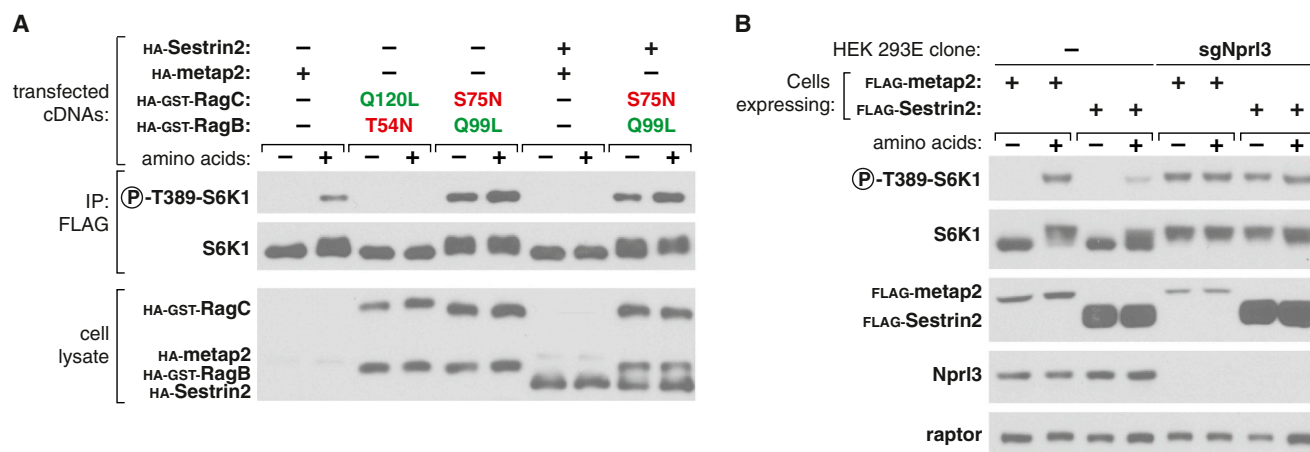 A
HA-Sestrin2: – – – + +
HA-metap2: + – – + –
HA-GST-RagC: – Q120L S75N – S75N
HA-GST-RagB: – T54N Q99L – Q99L
transfected
cDNAs:
amino acids: – + – + – + – + – +
IP:
FLAG
Ⓟ-T389-S6K1
S6K1
cell
lysate
HA-GST-RagC
HA-metap2
HA-GST-RagB
HA-Sestrin2
B
HEK 293E clone: – sgNprl3
Cells
expressing:
FLAG-metap2: + + + +
FLAG-Sestrin2: + + + +
amino acids: – + – + – + – +
Ⓟ-T389-S6K1
S6K1
FLAG-metap2
FLAG-Sestrin2
Nprl3
raptor